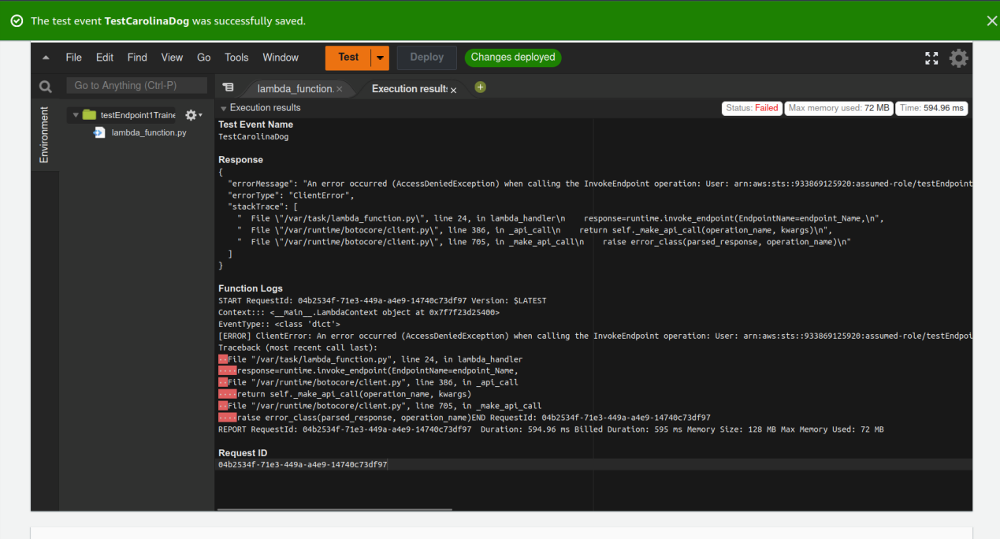 The test event TestCarolinaDog was successfully saved.
File Edit Find View Go Tools Window Test Deploy Changes deployed
Go to Anything (Ctrl-P) lambda_function. Execution results
Environment
testEndpoint1Traine
lambda_function.py
Execution results Status: Failed Max memory used: 72 MB Time: 594.96 ms
Test Event Name
TestCarolinaDog
Response
{
"errorMessage": "An error occurred (AccessDeniedException) when calling the InvokeEndpoint operation: User: arn:aws:sts::933869125920:assumed-role/testEndpoint
"errorType": "ClientError",
"stackTrace": [
"  File \"/var/task/lambda_function.py\", line 24, in lambda_handler\n    response=runtime.invoke_endpoint(EndpointName=endpoint_Name,\n",
"  File \"/var/runtime/botocore/client.py\", line 386, in _api_call\n    return self._make_api_call(operation_name, kwargs)\n",
"  File \"/var/runtime/botocore/client.py\", line 705, in _make_api_call\n    raise error_class(parsed_response, operation_name)\n"
]
}
Function Logs
START RequestId: 04b2534f-71e3-449a-a4e9-14740c73df97 Version: $LATEST
Context::: <__main__.LambdaContext object at 0x7f7f23d25400>
EventType:: <class 'dict'>
[ERROR] ClientError: An error occurred (AccessDeniedException) when calling the InvokeEndpoint operation: User: arn:aws:sts::933869125920:assumed-role/testEndpoi
Traceback (most recent call last):
File "/var/task/lambda_function.py", line 24, in lambda_handler
response=runtime.invoke_endpoint(EndpointName=endpoint_Name,
File "/var/runtime/botocore/client.py", line 386, in _api_call
return self._make_api_call(operation_name, kwargs)
File "/var/runtime/botocore/client.py", line 705, in _make_api_call
raise error_class(parsed_response, operation_name)END RequestId: 04b2534f-71e3-449a-a4e9-14740c73df97
REPORT RequestId: 04b2534f-71e3-449a-a4e9-14740c73df97  Duration: 594.96 ms Billed Duration: 595 ms Memory Size: 128 MB Max Memory Used: 72 MB
Request ID
04b2534f-71e3-449a-a4e9-14740c73df97